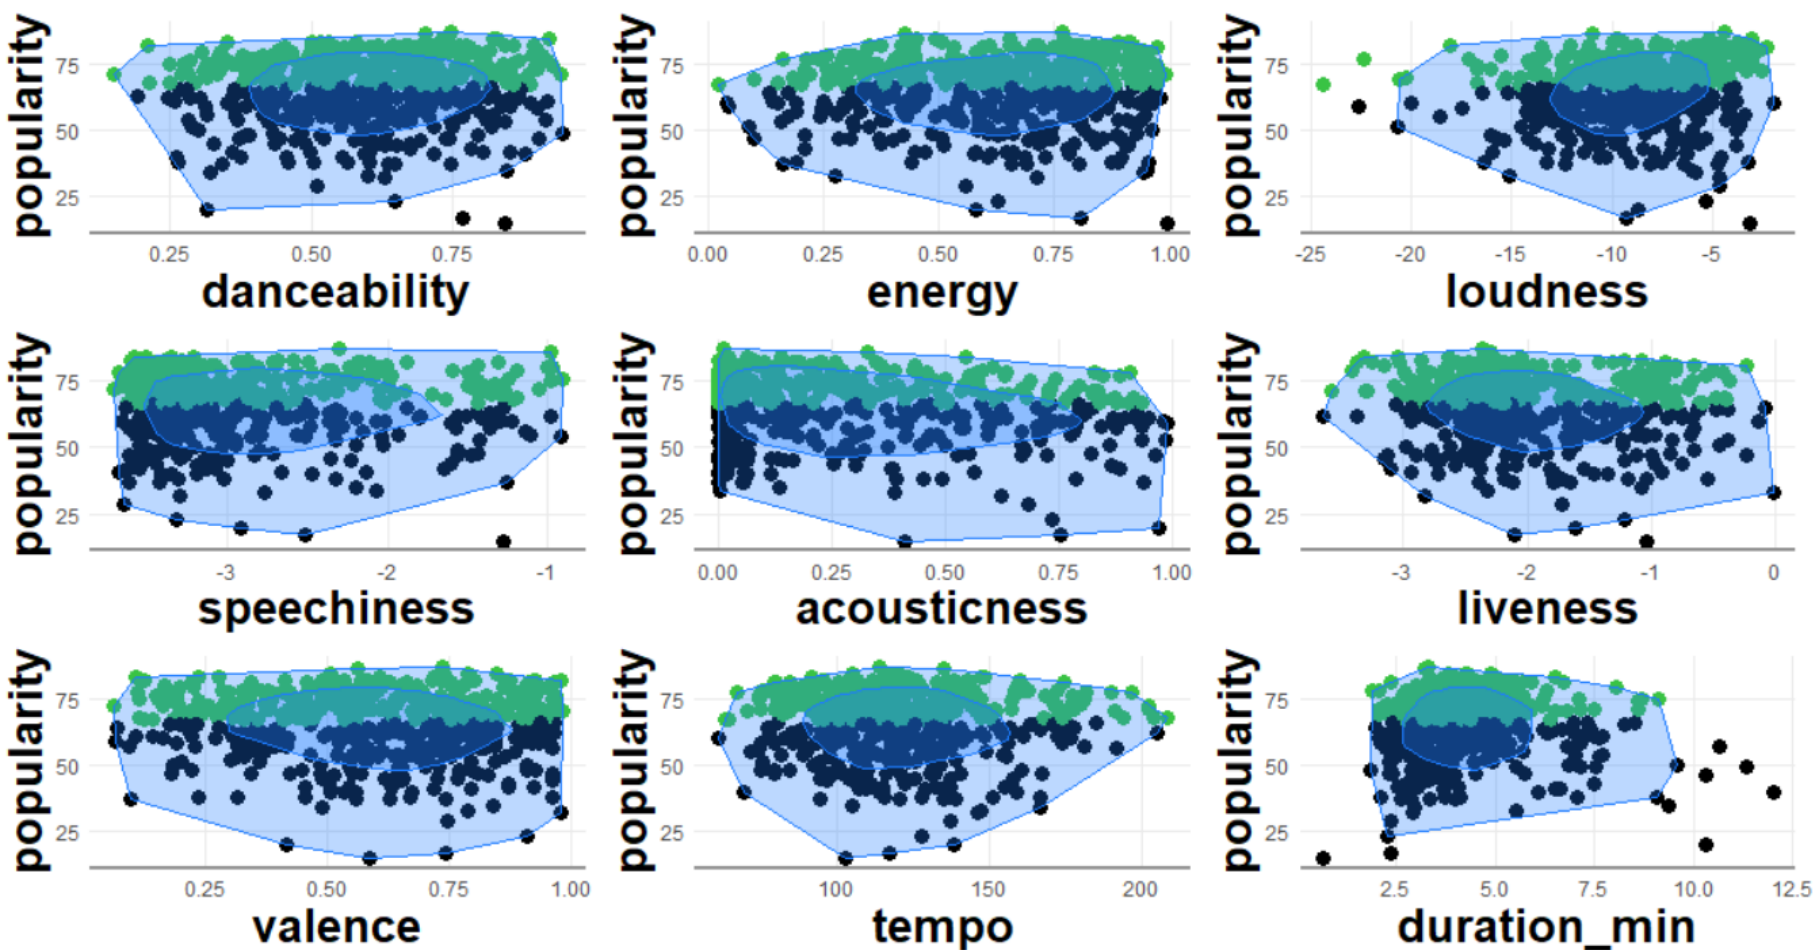 popularity
75
50
25
0.25 0.50 0.75
danceability
popularity
75
50
25
0.00 0.25 0.50 0.75 1.00
energy
popularity
75
50
25
-25 -20 -15 -10 -5
loudness
popularity
75
50
25
-3 -2 -1
speechiness
popularity
75
50
25
0.00 0.25 0.50 0.75 1.00
acousticness
popularity
75
50
25
-3 -2 -1 0
liveness
popularity
75
50
25
0.25 0.50 0.75 1.00
valence
popularity
75
50
25
100 150 200
tempo
popularity
75
50
25
2.5 5.0 7.5 10.0 12.5
duration_min